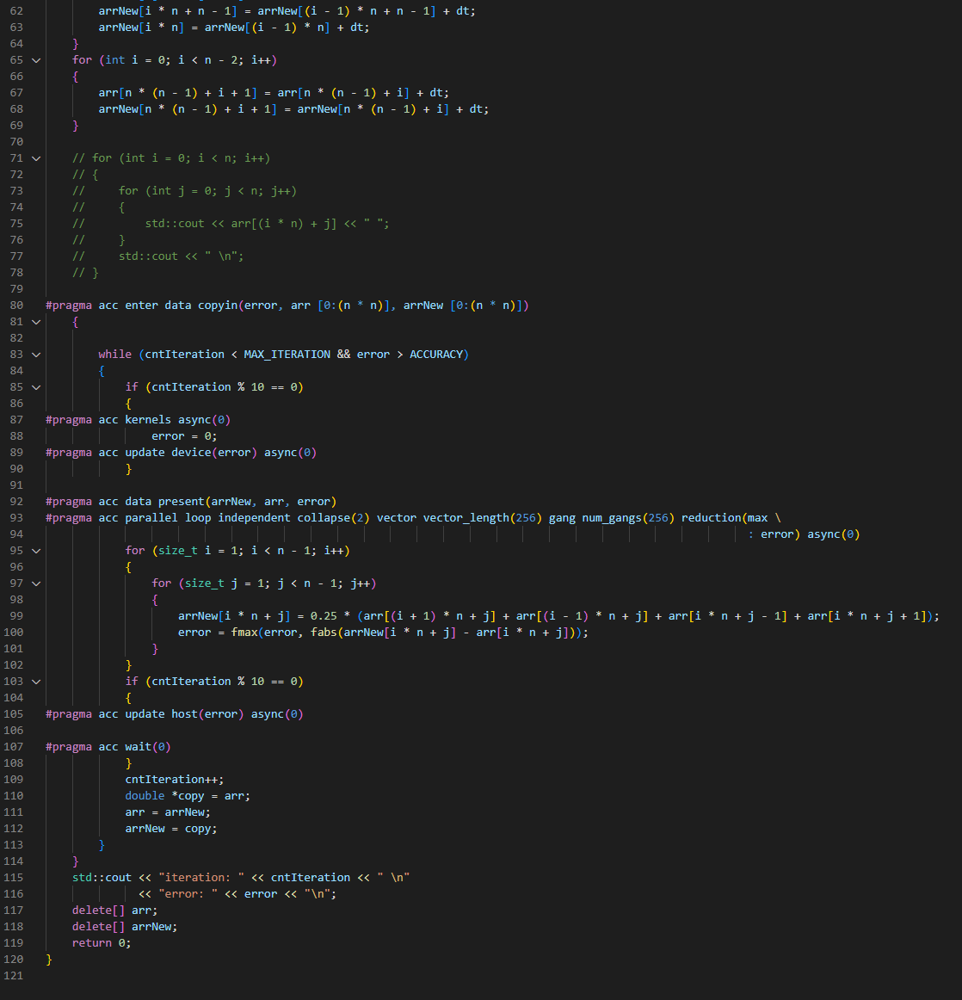 62 arrNew[i * n + n - 1] = arrNew[(i - 1) * n + n - 1] + dt;
63 arrNew[i * n] = arrNew[(i - 1) * n] + dt;
64 }
65 for (int i = 0; i < n - 2; i++)
66 {
67 arr[n * (n - 1) + i + 1] = arr[n * (n - 1) + i] + dt;
68 arrNew[n * (n - 1) + i + 1] = arrNew[n * (n - 1) + i] + dt;
69 }
70
71 // for (int i = 0; i < n; i++)
72 // {
73 //     for (int j = 0; j < n; j++)
74 //     {
75 //         std::cout << arr[(i * n) + j] << " ";
76 //     }
77 //     std::cout << " \n";
78 // }
79
80 #pragma acc enter data copyin(error, arr [0:(n * n)], arrNew [0:(n * n)])
81 {
82
83 while (cntIteration < MAX_ITERATION && error > ACCURACY)
84 {
85 if (cntIteration % 10 == 0)
86 {
87 #pragma acc kernels async(0)
88 error = 0;
89 #pragma acc update device(error) async(0)
90 }
91
92 #pragma acc data present(arrNew, arr, error)
93 #pragma acc parallel loop independent collapse(2) vector vector_length(256) gang num_gangs(256) reduction(max \
94 : error) async(0)
95 for (size_t i = 1; i < n - 1; i++)
96 {
97 for (size_t j = 1; j < n - 1; j++)
98 {
99 arrNew[i * n + j] = 0.25 * (arr[(i + 1) * n + j] + arr[(i - 1) * n + j] + arr[i * n + j - 1] + arr[i * n + j + 1]);
100 error = fmax(error, fabs(arrNew[i * n + j] - arr[i * n + j]));
101 }
102 }
103 if (cntIteration % 10 == 0)
104 {
105 #pragma acc update host(error) async(0)
106
107 #pragma acc wait(0)
108 }
109 cntIteration++;
110 double *copy = arr;
111 arr = arrNew;
112 arrNew = copy;
113 }
114 }
115 std::cout << "iteration: " << cntIteration << " \n"
116 << "error: " << error << "\n";
117 delete[] arr;
118 delete[] arrNew;
119 return 0;
120 }
121